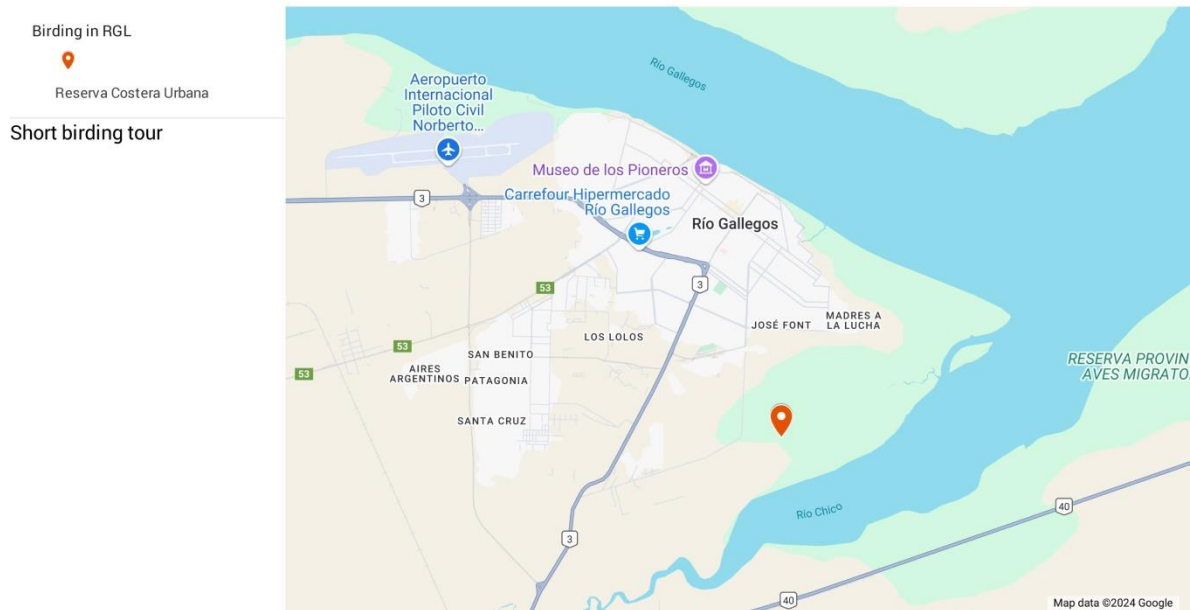 Birding in RGL
Reserva Costera Urbana
Short birding tour
Río Gallegos
Aeropuerto
Internacional
Piloto Civil
Norberto...
Museo de los Pioneros
3
Carrefour Hipermercado
Río Gallegos
Río Gallegos
53
3
JOSÉ FONT
MADRES A
LA LUCHA
LOS LOLOS
53
SAN BENITO
RESERVA PROVIN
AVES MIGRATO
53
AIRES
ARGENTINOS
PATAGONIA
SANTA CRUZ
Río Chico
40
3
40
Map data ©2024 Google